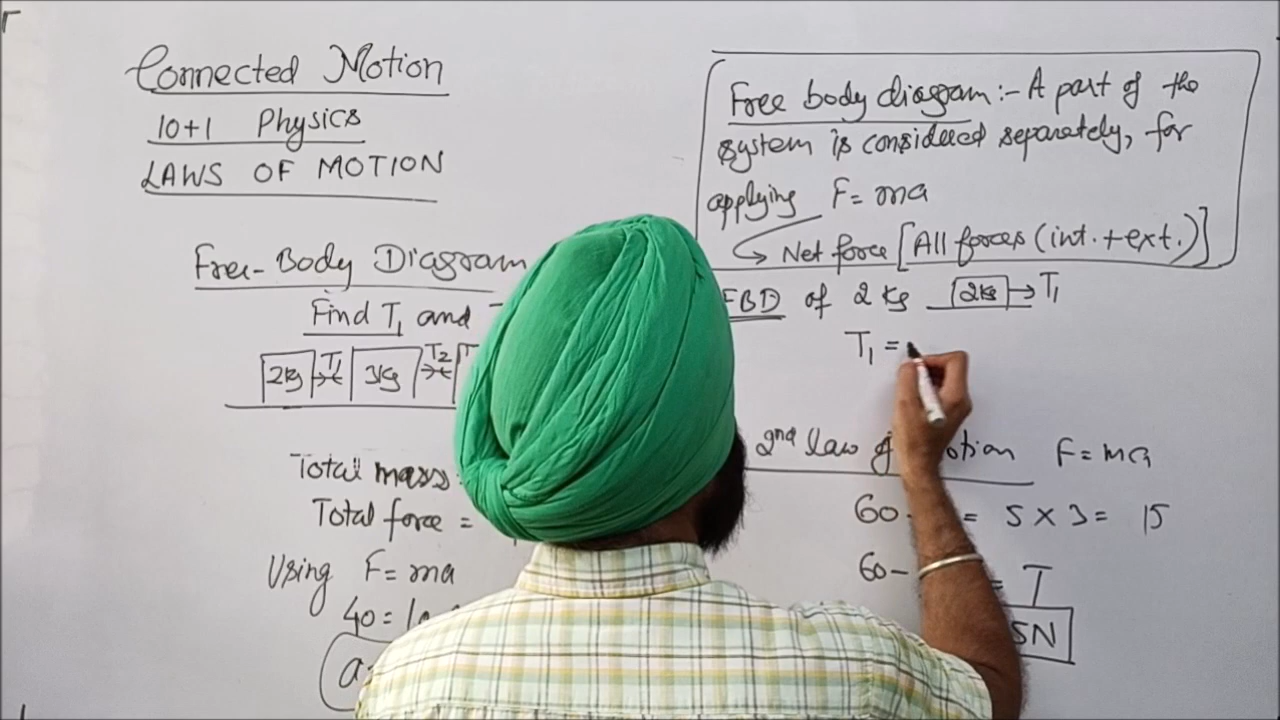 Connected Motion
10+1 Physics
LAWS OF MOTION
Free-Body Diagram
Find T₁ and
2kg T₁ 3kg T₂
Total mass
Total force =
Using F = ma
40 = 10
a
Free body diagram :- A part of the
system is considered separately, for
applying F = ma
↳ Net force [All forces (int. + ext.)]
FBD of 2 kg 2kg → T₁
T₁ =
2nd law of otion F = ma
60- = 5 × 3 = 15
60- = T
5N